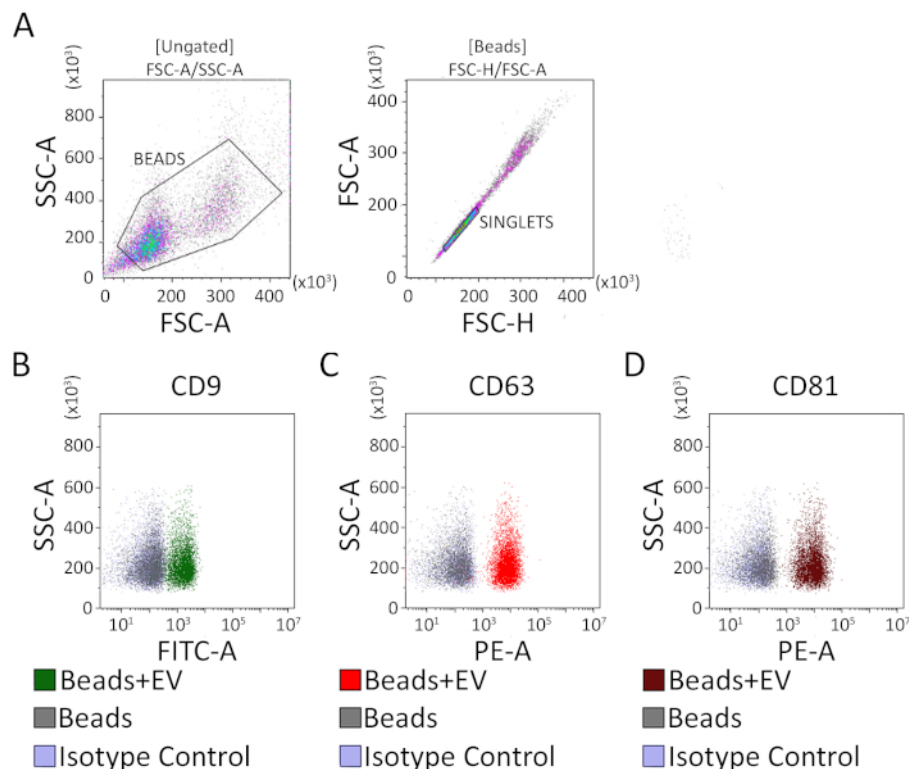 A
[Ungated]
FSC-A/SSC-A
(x10³)
SSC-A
800
600
400
200
0
BEADS
0
200
300
400
(x10³)
FSC-A
[Beads]
FSC-H/FSC-A
(x10³)
FSC-A
400
300
200
0
SINGLETS
0
200
300
400
(x10³)
FSC-H
B
CD9
(x10³)
SSC-A
800
600
400
200
0
10¹
10³
10⁵
10⁷
FITC-A
Beads+EV
Beads
Isotype Control
C
CD63
(x10³)
SSC-A
800
600
400
200
0
10¹
10³
10⁵
10⁷
PE-A
Beads+EV
Beads
Isotype Control
D
CD81
(x10³)
SSC-A
800
600
400
200
0
10¹
10³
10⁵
10⁷
PE-A
Beads+EV
Beads
Isotype Control